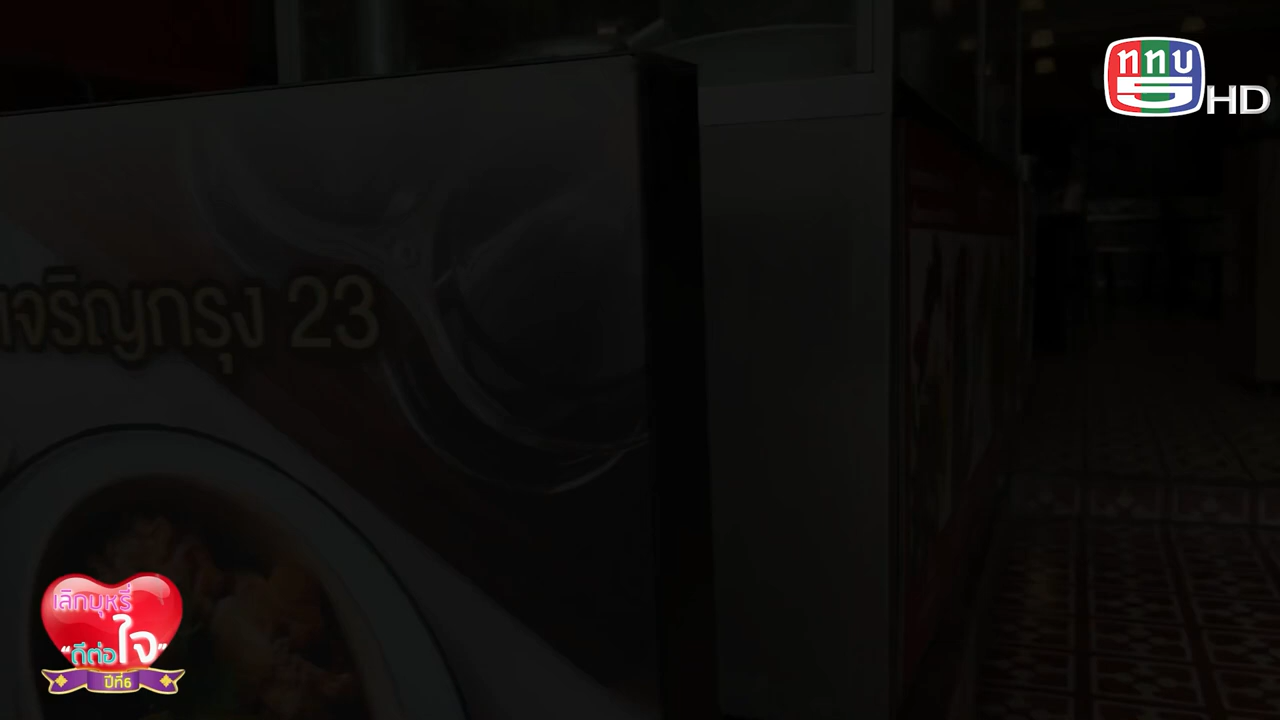 ททบ
5 HD
เจริญกรุง 23
เลิกบุหรี่
"ดีต่อใจ"
ปีที่6